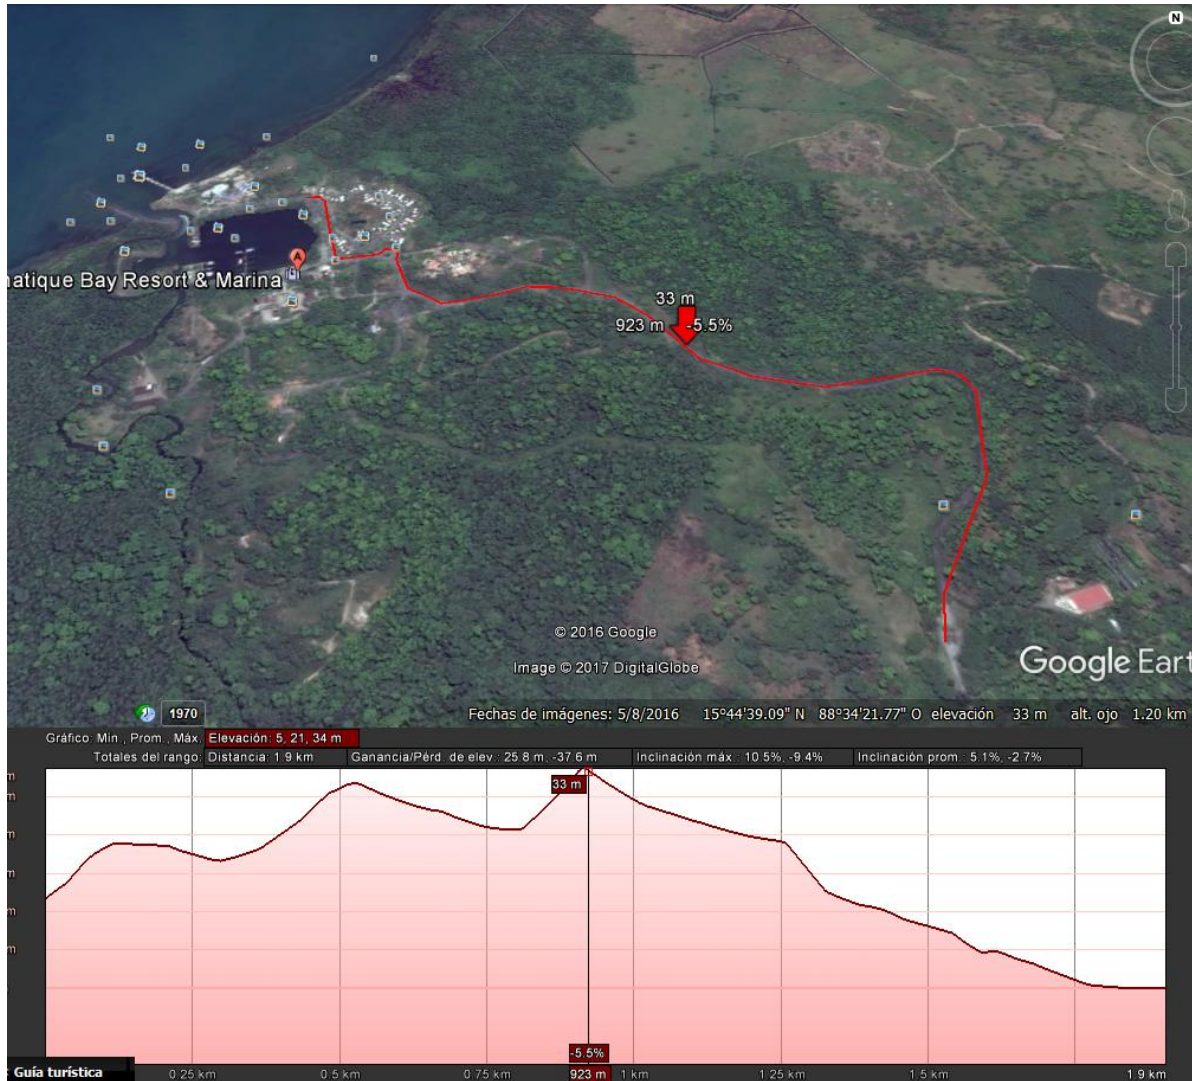 N
A
natique Bay Resort & Marina
33 m
923 m -5.5%
© 2016 Google
Image © 2017 DigitalGlobe
Google Eart
1970
Fechas de imágenes: 5/8/2016 15°44'39.09" N 88°34'21.77" O elevación 33 m alt. ojo 1.20 km
Gráfico: Mín., Prom., Máx. Elevación: 5, 21, 34 m
Totales del rango: Distancia: 1.9 km Ganancia/Pérd. de elev.: 25.8 m, -37.6 m Inclinación máx.: 10.5%, -9.4% Inclinación prom.: 5.1%, -2.7%
m
33 m
m
m
m
m
m
-5.5%
Guía turística 0.25 km 0.5 km 0.75 km 923 m 1 km 1.25 km 1.5 km 1.9 km